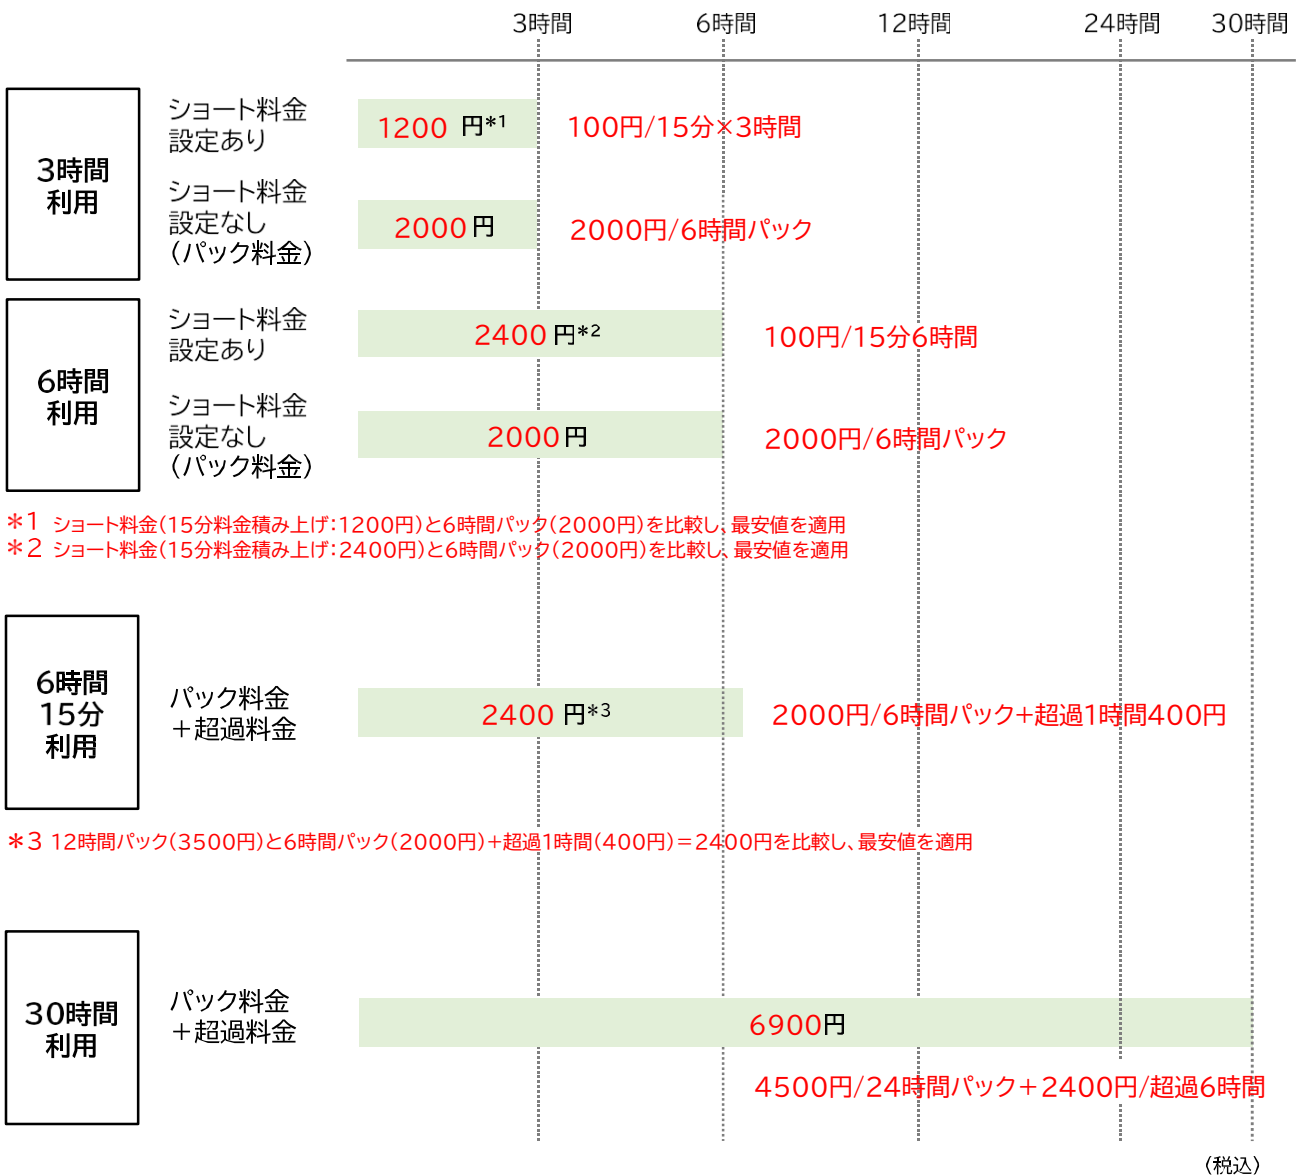 3時間 6時間 12時間 24時間 30時間
3時間
利用
ショート料金
設定あり
1200 円*1
100円/15分×3時間
ショート料金
設定なし
(パック料金)
2000円
2000円/6時間パック
6時間
利用
ショート料金
設定あり
2400円*2
100円/15分6時間
ショート料金
設定なし
(パック料金)
2000円
2000円/6時間パック
*1 ショート料金(15分料金積み上げ:1200円)と6時間パック(2000円)を比較し、最安値を適用
*2 ショート料金(15分料金積み上げ:2400円)と6時間パック(2000円)を比較し、最安値を適用
6時間
15分
利用
パック料金
+超過料金
2400 円*3
2000円/6時間パック+超過1時間400円
*3 12時間パック(3500円)と6時間パック(2000円)+超過1時間(400円)=2400円を比較し、最安値を適用
30時間
利用
パック料金
+超過料金
6900円
4500円/24時間パック+2400円/超過6時間
(税込)